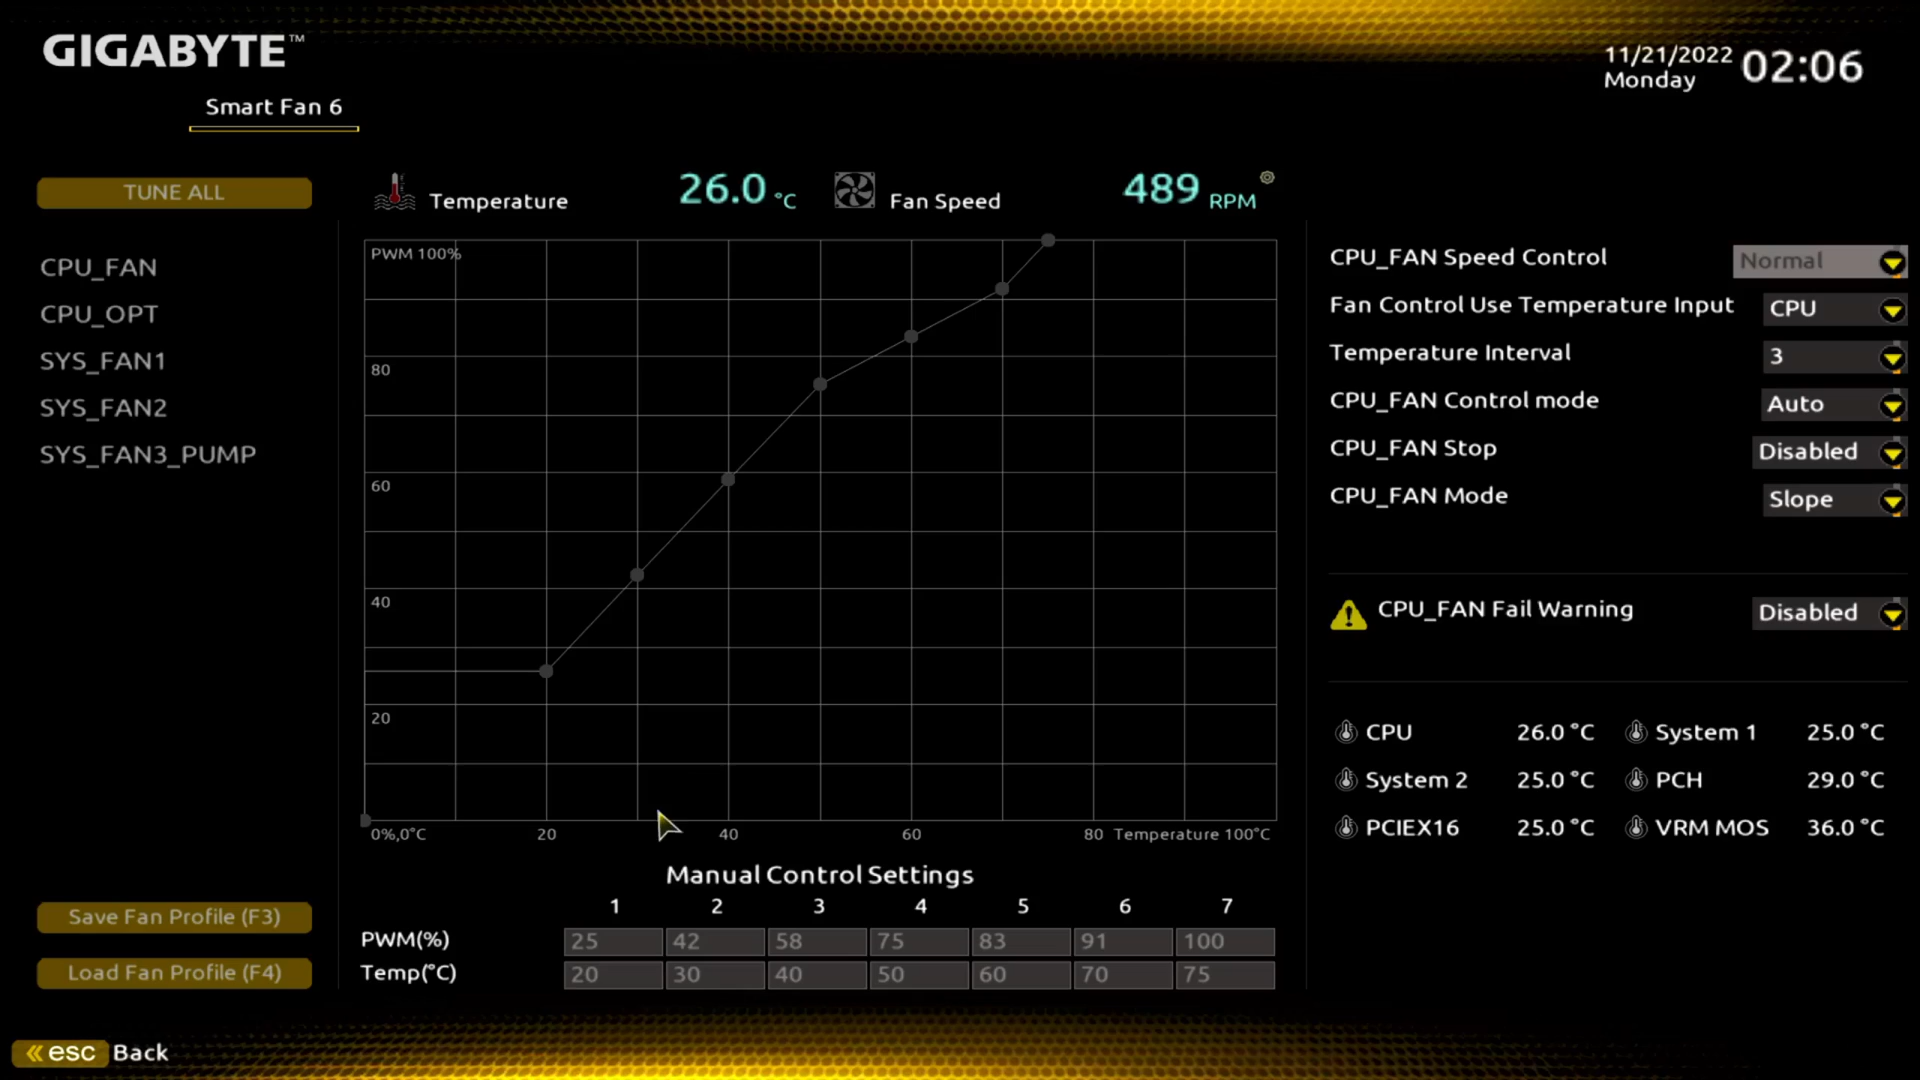 GIGABYTE™
11/21/2022
Monday
02:06
Smart Fan 6
TUNE ALL
CPU_FAN
CPU_OPT
SYS_FAN1
SYS_FAN2
SYS_FAN3_PUMP
Temperature 26.0 °C Fan Speed 489 RPM
PWM 100%
80
60
40
20
0%,0°C 20 40 60 80 Temperature 100°C
Manual Control Settings
1 2 3 4 5 6 7
PWM(%) 25 42 58 75 83 91 100
Temp(°C) 20 30 40 50 60 70 75
CPU_FAN Speed Control Normal
Fan Control Use Temperature Input CPU
Temperature Interval 3
CPU_FAN Control mode Auto
CPU_FAN Stop Disabled
CPU_FAN Mode Slope
CPU_FAN Fail Warning Disabled
CPU 26.0 °C System 1 25.0 °C
System 2 25.0 °C PCH 29.0 °C
PCIEX16 25.0 °C VRM MOS 36.0 °C
Save Fan Profile (F3)
Load Fan Profile (F4)
esc Back